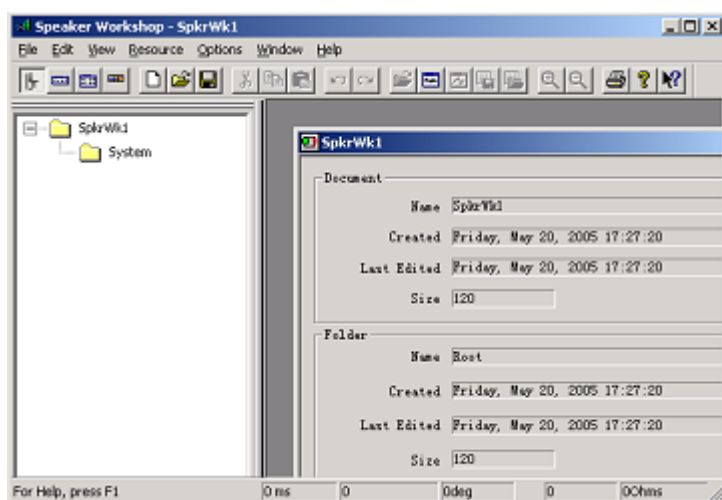 Speaker Workshop - SpkrWk1
File Edit View Resource Options Window Help
SpkrWk1
System
SpkrWk1
Document
Name SpkrWk1
Created Friday, May 20, 2005 17:27:20
Last Edited Friday, May 20, 2005 17:27:20
Size 120
Folder
Name Root
Created Friday, May 20, 2005 17:27:20
Last Edited Friday, May 20, 2005 17:27:20
Size 120
For Help, press F1 0 ms 0 0deg 0 0Ohms